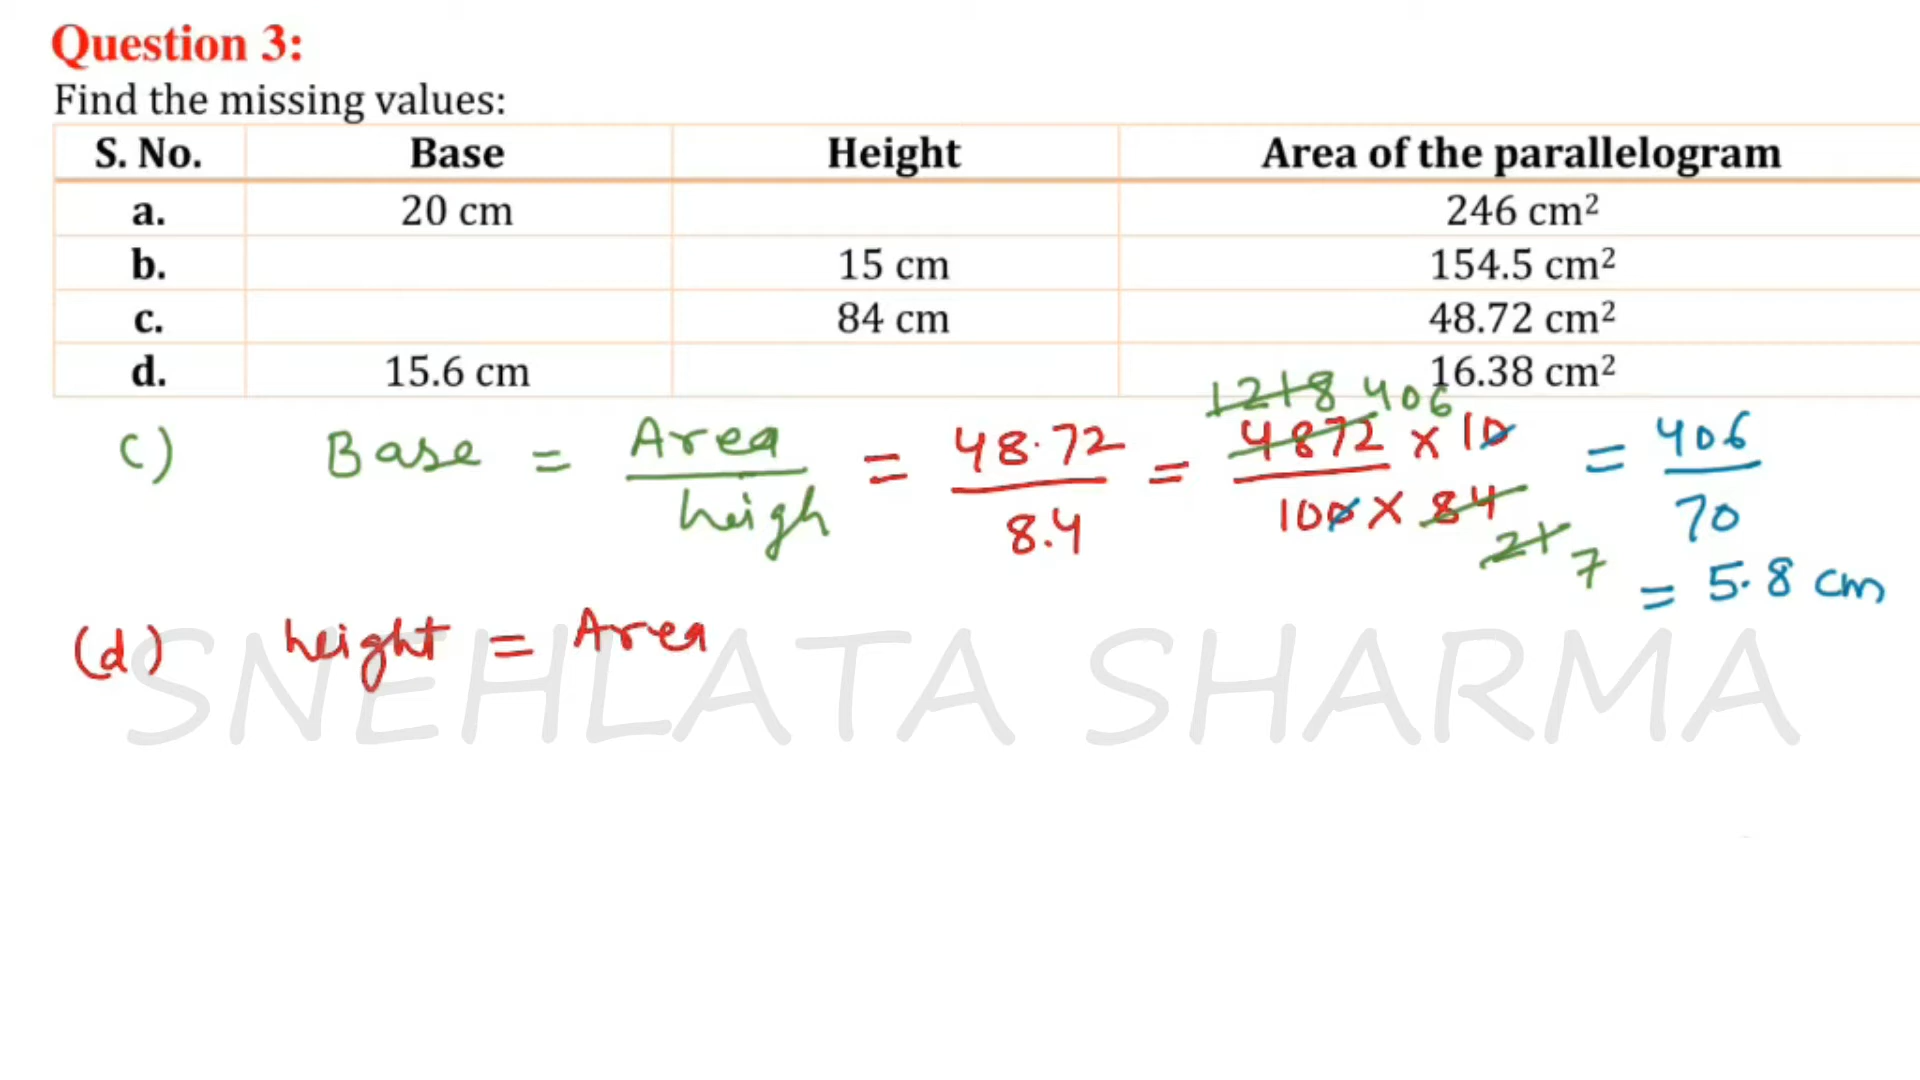 Question 3:
Find the missing values:
S. No. Base Height Area of the parallelogram
a. 20 cm 246 cm²
b. 15 cm 154.5 cm²
c. 84 cm 48.72 cm²
d. 15.6 cm 16.38 cm²
1218 406
c) Base = Area / heigh = 48.72 / 8.4 = 4872 x 10 / 100 x 84 = 406 / 70
21 7
= 5.8 cm
(d) height = Area
SNEHLATA SHARMA